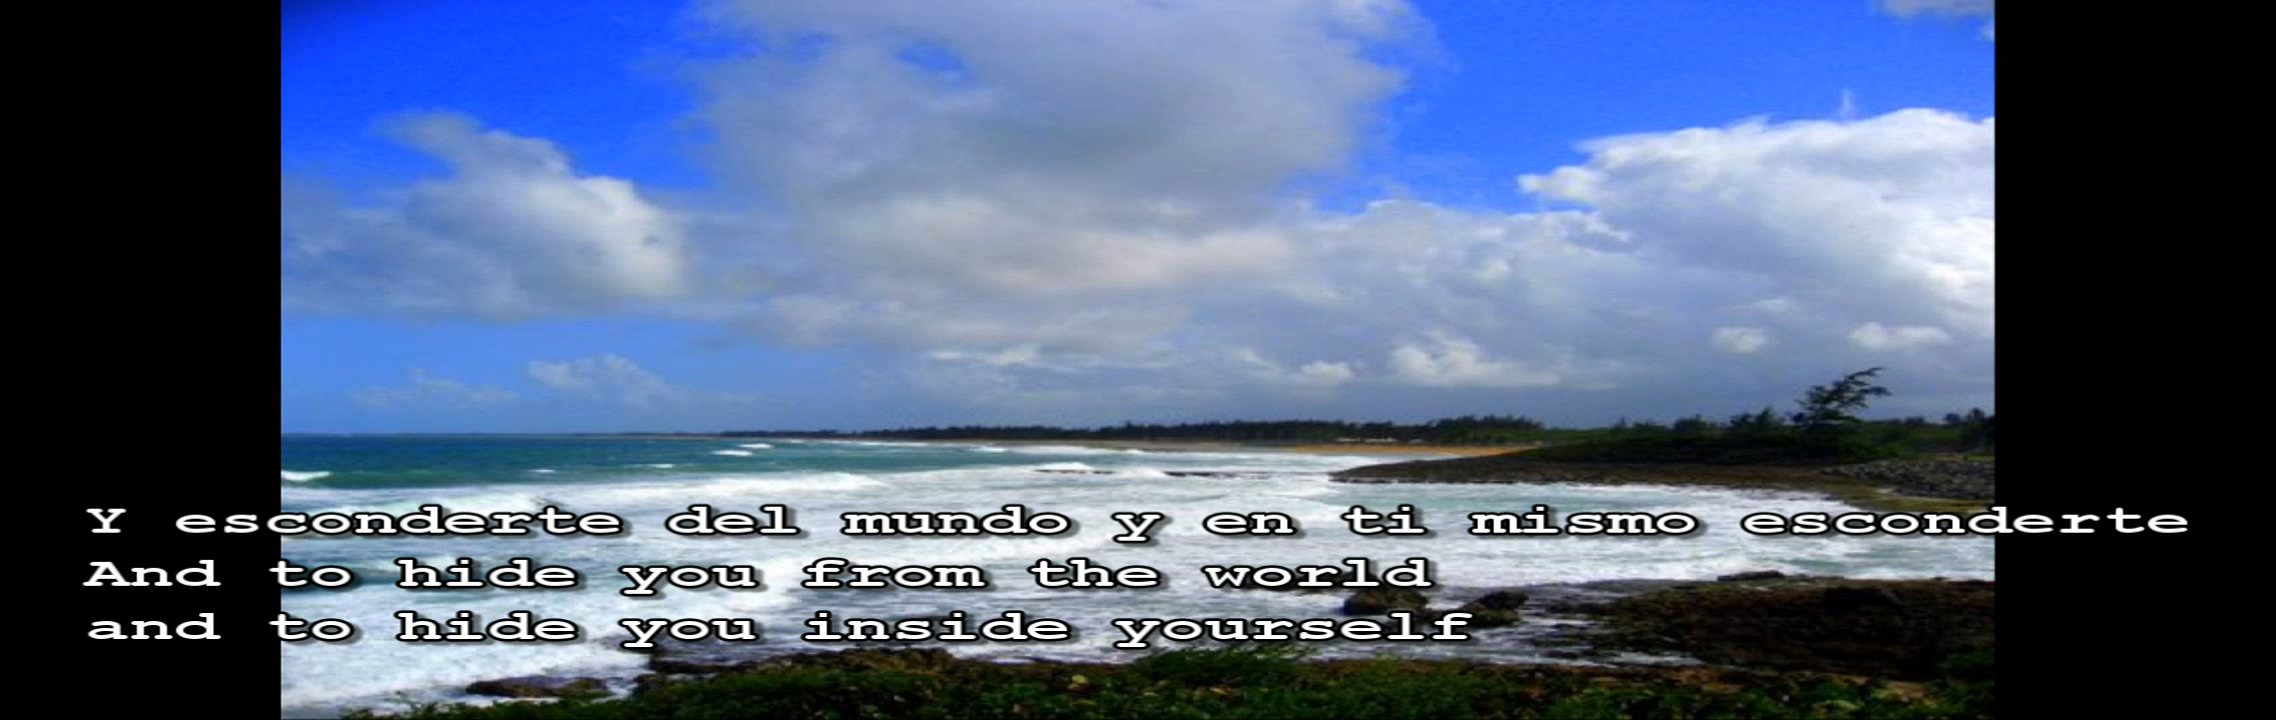 Y esconderte del mundo y en ti mismo esconderte
And to hide you from the world
and to hide you inside yourself